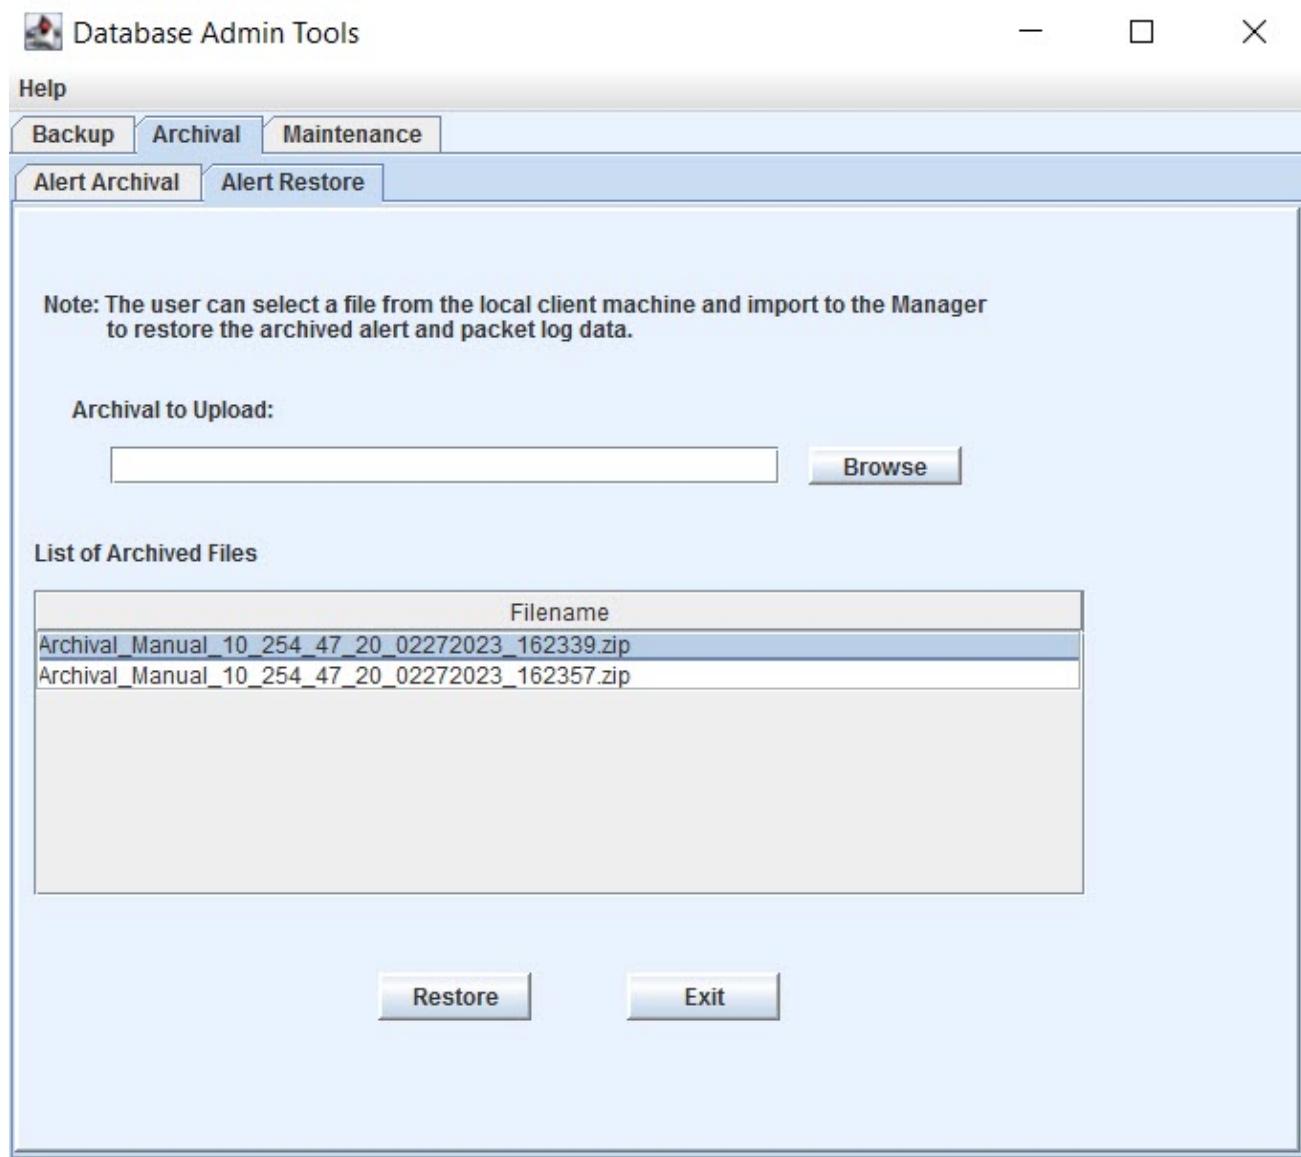 Database Admin Tools
Help
Backup Archival Maintenance
Alert Archival Alert Restore
Note: The user can select a file from the local client machine and import to the Manager
to restore the archived alert and packet log data.
Archival to Upload:
Browse
List of Archived Files
Filename
Archival_Manual_10_254_47_20_02272023_162339.zip
Archival_Manual_10_254_47_20_02272023_162357.zip
Restore Exit